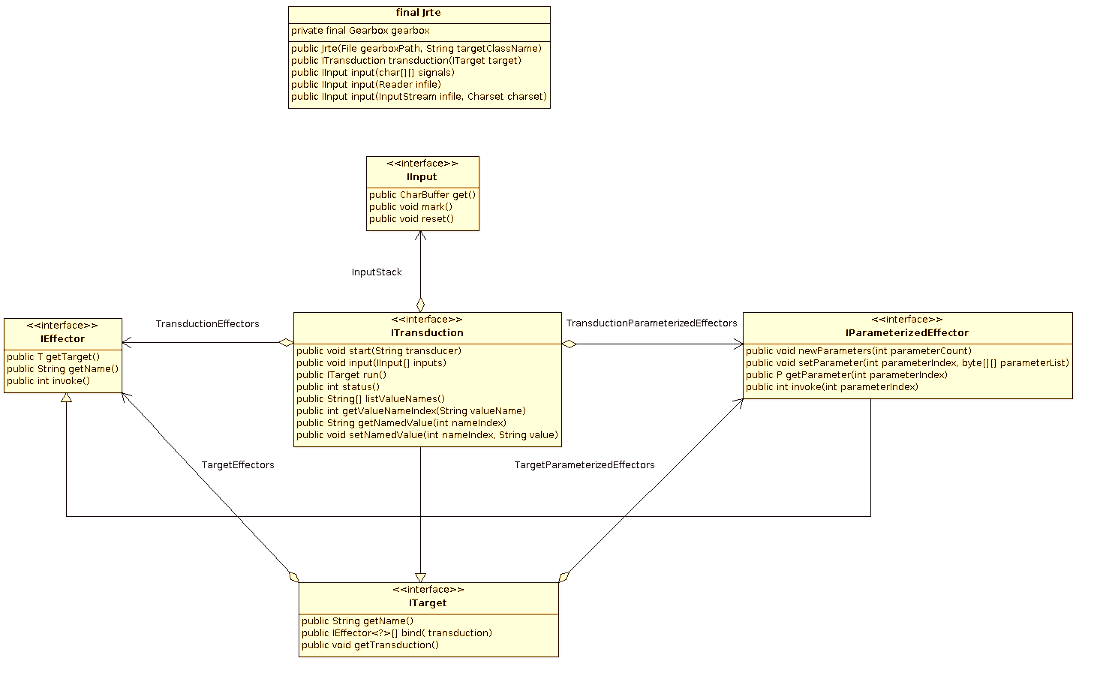 final Jrte
private final Gearbox gearbox
public Jrte(File gearboxPath, String targetClassName)
public ITransduction transduction(ITarget target)
public IInput input(char[][] signals)
public IInput input(Reader infile)
public IInput input(InputStream infile, Charset charset)
<<interface>>
IInput
public CharBuffer get()
public void mark()
public void reset()
InputStack
<<interface>>
IEffector
public T getTarget()
public String getName()
public int invoke()
TransductionEffectors
<<interface>>
ITransduction
public void start(String transducer)
public void input(IInput[] inputs)
public ITarget run()
public int status()
public String[] listValueNames()
public int getValueNameIndex(String valueName)
public String getNamedValue(int nameIndex)
public void setNamedValue(int nameIndex, String value)
TransductionParameterizedEffectors
<<interface>>
IParameterizedEffector
public void newParameters(int parameterCount)
public void setParameter(int parameterIndex, byte[][] parameterList)
public P getParameter(int parameterIndex)
public int invoke(int parameterIndex)
TargetEffectors
TargetParameterizedEffectors
<<interface>>
ITarget
public String getName()
public IEffector<?>[] bind( transduction)
public void getTransduction()